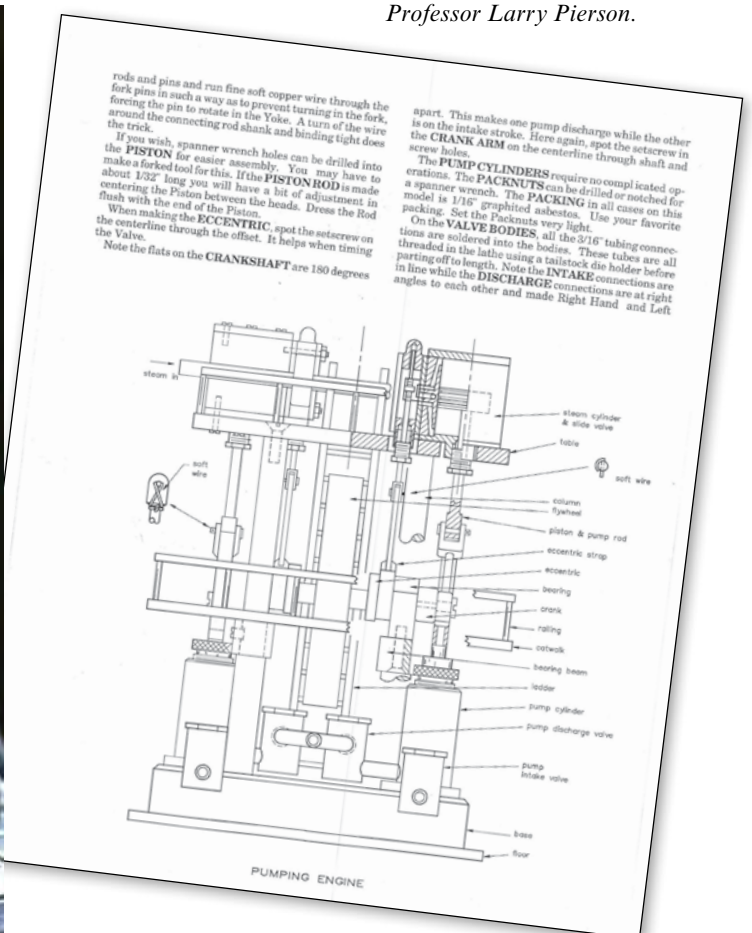 Professor Larry Pierson.
rods and pins and run fine soft copper wire through the
fork pins in such a way as to prevent turning in the fork,
forcing the pin to rotate in the Yoke. A turn of the wire
around the connecting rod shank and binding tight does
the trick.
If you wish, spanner wrench holes can be drilled into
the PISTON for easier assembly. You may have to
make a forked tool for this. If the PISTON ROD is made
about 1/32" long you will have a bit of adjustment in
centering the Piston between the heads. Dress the Rod
flush with the end of the Piston.
When making the ECCENTRIC, spot the setscrew on
the centerline through the offset. It helps when timing
the Valve.
Note the flats on the CRANKSHAFT are 180 degrees
apart. This makes one pump discharge while the other
is on the intake stroke. Here again, spot the setscrew in
the CRANK ARM on the centerline through shaft and
screw holes.
The PUMP CYLINDERS require no complicated op-
erations. The PACKNUTS can be drilled or notched for
a spanner wrench. The PACKING in all cases on this
model is 1/16" graphited asbestos. Use your favorite
packing. Set the Packnuts very light.
On the VALVE BODIES, all the 3/16" tubing connec-
tions are soldered into the bodies. These tubes are all
threaded in the lathe using a tailstock die holder before
parting off to length. Note the INTAKE connections are
in line while the DISCHARGE connections are at right
angles to each other and made Right Hand and Left
steam in
soft
wire
steam cylinder
& slide valve
table
soft wire
column
flywheel
piston & pump rod
eccentric strap
eccentric
bearing
crank
railing
catwalk
bearing beam
ladder
pump cylinder
pump discharge valve
pump
intake valve
base
floor
PUMPING ENGINE